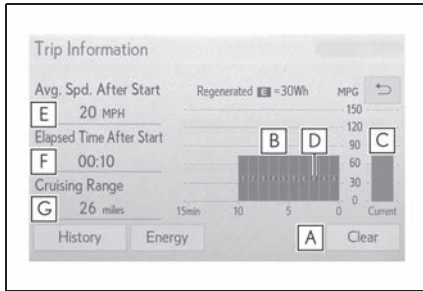 Trip Information
Avg. Spd. After Start
Regenerated E =30Wh
MPG
E
20 MPH
150
120
Elapsed Time After Start
B
D
C
90
F
00:10
60
Cruising Range
30
G
26 miles
0
15min
10
5
0
Current
History
Energy
A
Clear